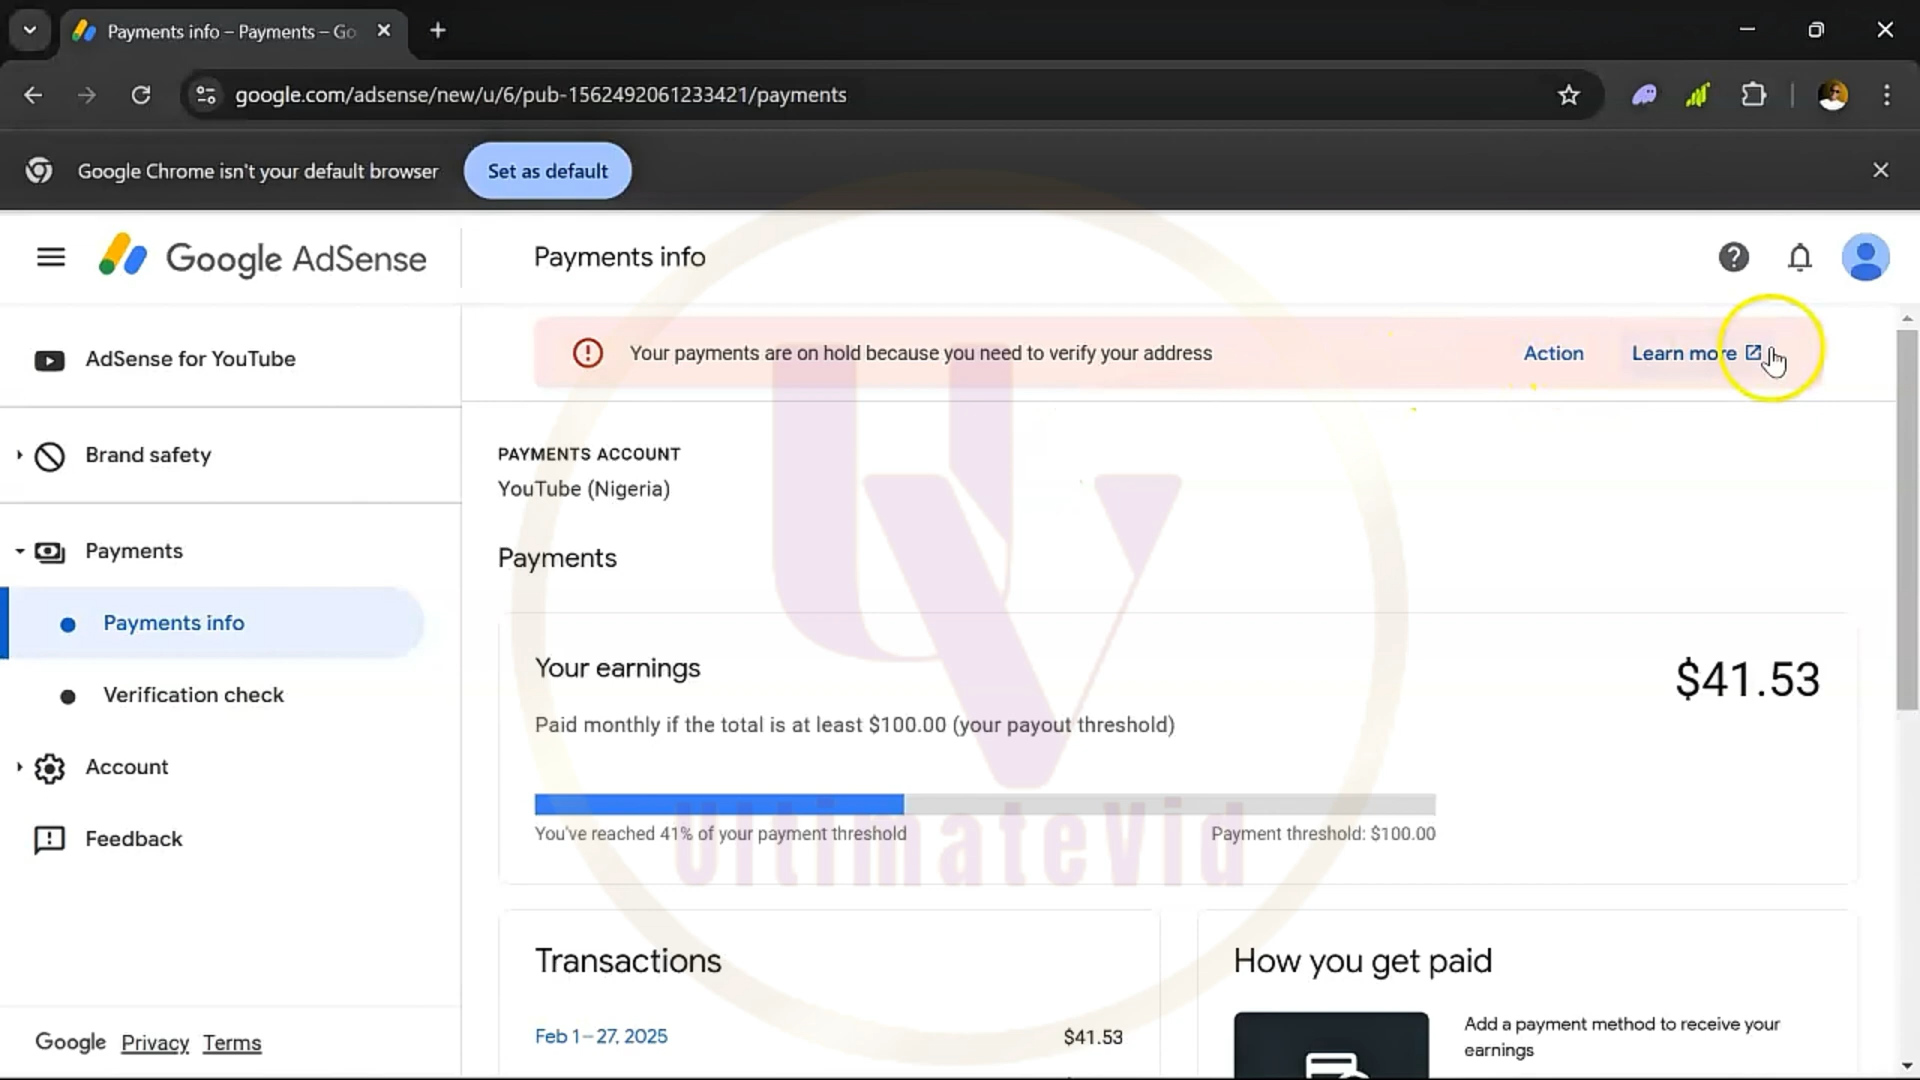 Payments info – Payments – Go
google.com/adsense/new/u/6/pub-1562492061233421/payments
Google Chrome isn't your default browser
Set as default
Google AdSense
Payments info
AdSense for YouTube
Your payments are on hold because you need to verify your address
Action
Learn more
Brand safety
PAYMENTS ACCOUNT
YouTube (Nigeria)
Payments
Payments
Payments info
Your earnings
$41.53
Verification check
Paid monthly if the total is at least $100.00 (your payout threshold)
Account
You've reached 41% of your payment threshold
Payment threshold: $100.00
Feedback
UltimateVid
Transactions
How you get paid
Feb 1–27, 2025
$41.53
Add a payment method to receive your
earnings
Google Privacy Terms